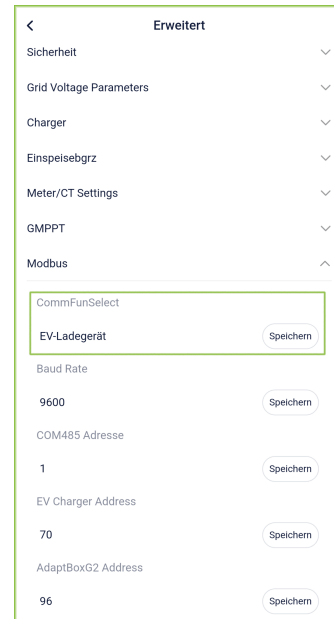 Erweitert
Sicherheit
Grid Voltage Parameters
Charger
Einspeisebgrz
Meter/CT Settings
GMPPT
Modbus
CommFunSelect
EV-Ladegerät Speichern
Baud Rate
9600 Speichern
COM485 Adresse
1 Speichern
EV Charger Address
70 Speichern
AdaptBoxG2 Address
96 Speichern